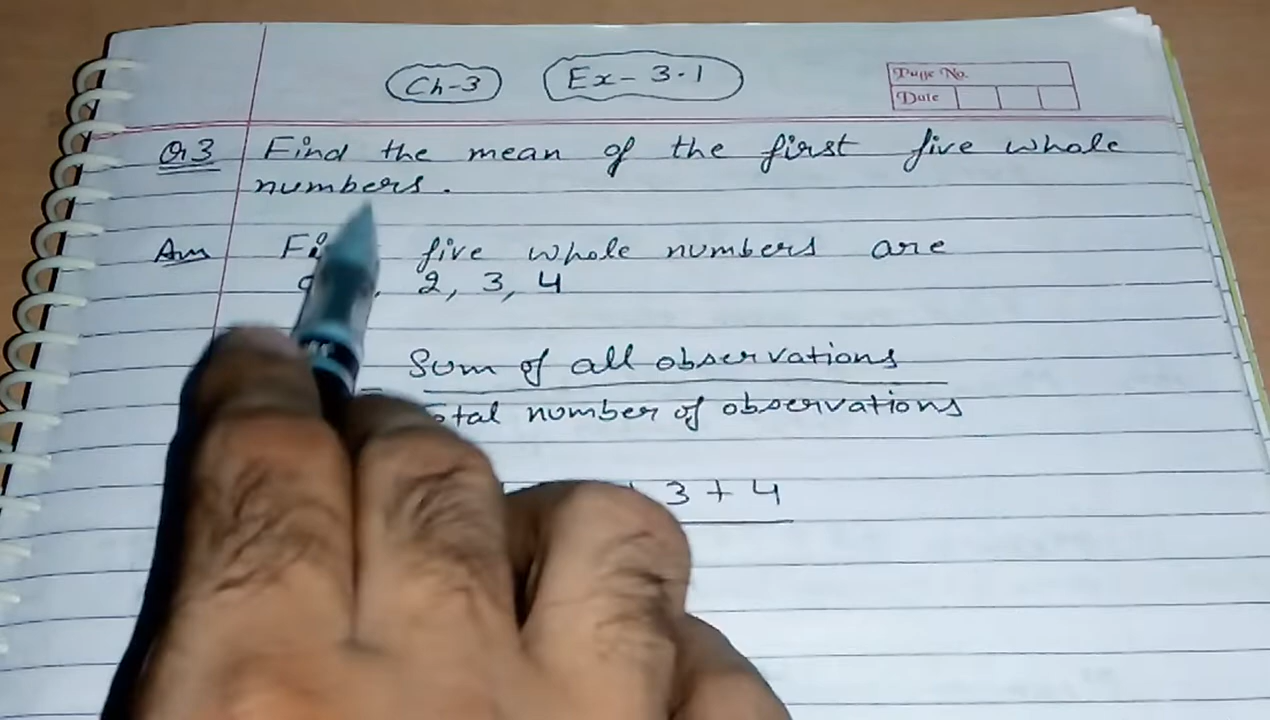 Ch-3 Ex-3.1
Page No.
Date
Q3 Find the mean of the first five whole
numbers.
Ans five whole numbers are
2, 3, 4
Sum of all observations
number of observations
3 + 4